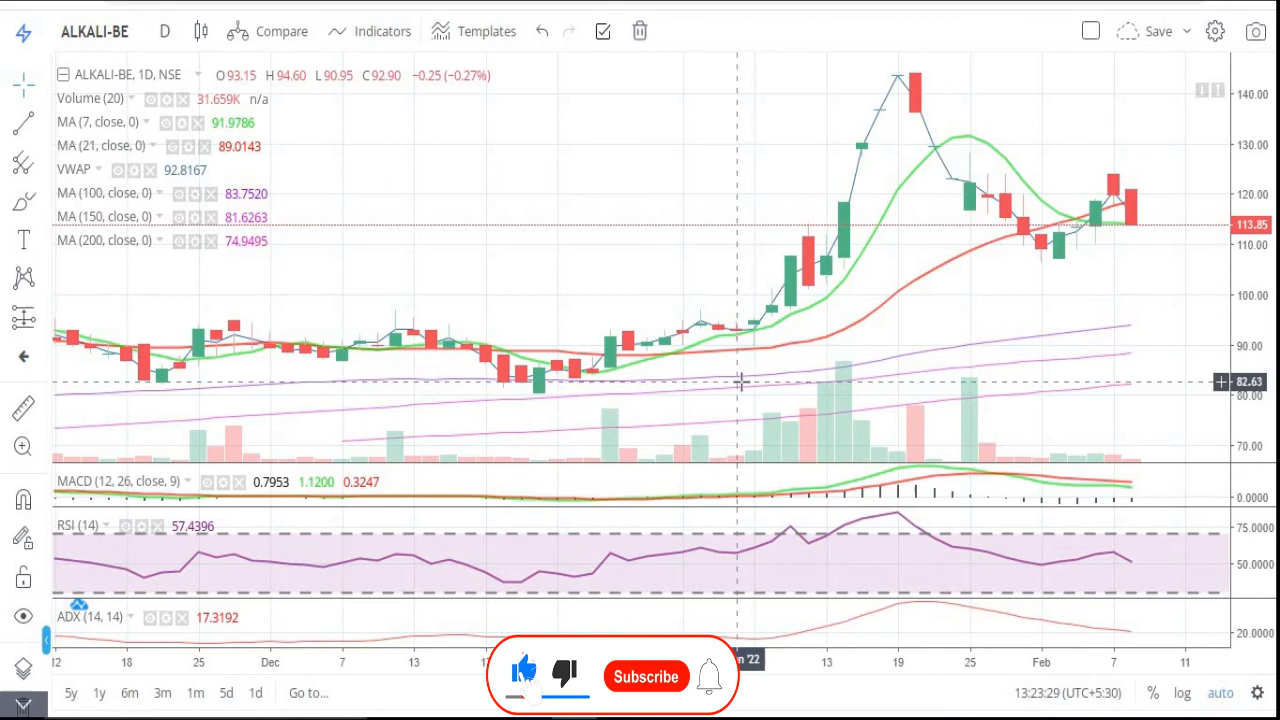 ALKALI-BE D Compare Indicators Templates Save
ALKALI-BE, 1D, NSE O93.15 H94.60 L90.95 C92.90 −0.25 (−0.27%)
Volume (20) 31.659K n/a
MA (7, close, 0) 91.9786
MA (21, close, 0) 89.0143
VWAP 92.8167
MA (100, close, 0) 83.7520
MA (150, close, 0) 81.6263
MA (200, close, 0) 74.9495
140.00
130.00
120.00
113.85
110.00
100.00
90.00
82.63
80.00
70.00
MACD (12, 26, close, 9) 0.7953 1.1200 0.3247
0.0000
RSI (14) 57.4396
75.0000
50.0000
ADX (14, 14) 17.3192
20.0000
12 18 25 Dec 7 13 '22 13 19 25 Feb 7 11
Subscribe
5y 1y 6m 3m 1m 5d 1d Go to... 13:23:29 (UTC+5:30) % log auto